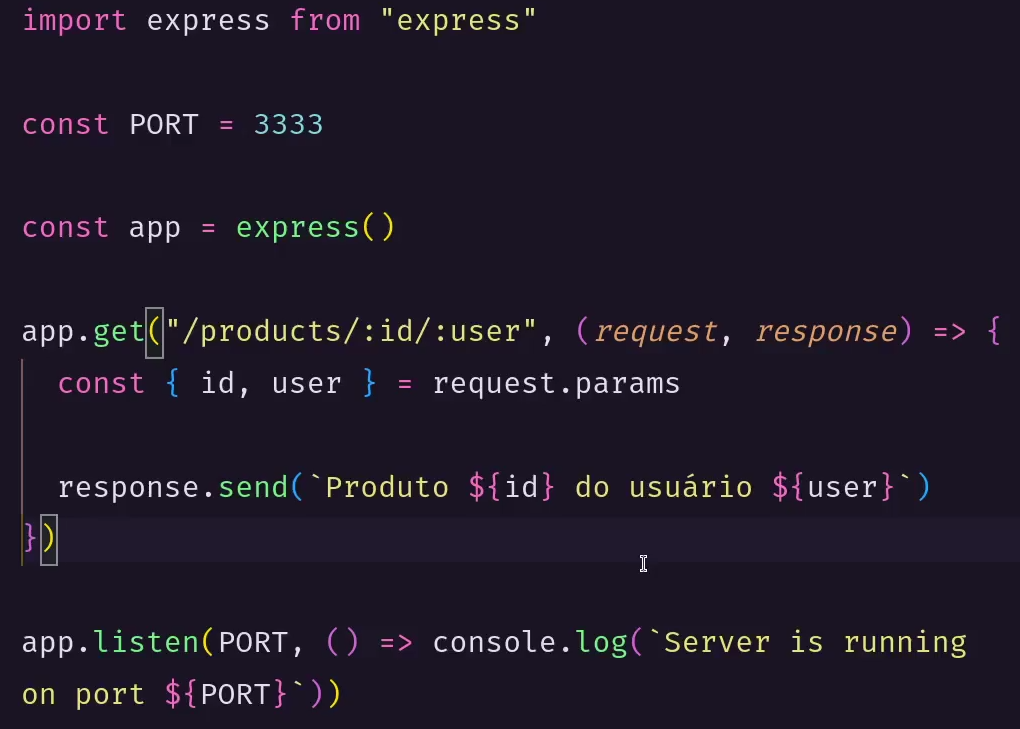 import express from "express"
const PORT = 3333
const app = express()
app.get("/products/:id/:user", (request, response) => {
  const { id, user } = request.params
  response.send(`Produto ${id} do usuário ${user}`)
})
app.listen(PORT, () => console.log(`Server is running
on port ${PORT}`))